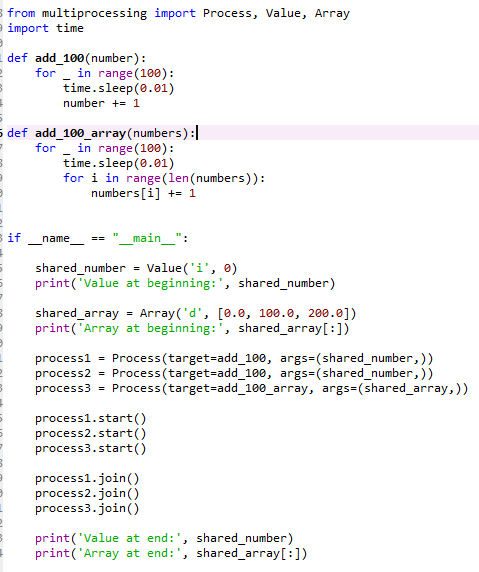 from multiprocessing import Process, Value, Array
import time
def add_100(number):
    for _ in range(100):
        time.sleep(0.01)
        number += 1
def add_100_array(numbers):
    for _ in range(100):
        time.sleep(0.01)
        for i in range(len(numbers)):
            numbers[i] += 1
if __name__ == "__main__":
    shared_number = Value('i', 0)
    print('Value at beginning:', shared_number)
    shared_array = Array('d', [0.0, 100.0, 200.0])
    print('Array at beginning:', shared_array[:])
    process1 = Process(target=add_100, args=(shared_number,))
    process2 = Process(target=add_100, args=(shared_number,))
    process3 = Process(target=add_100_array, args=(shared_array,))
    process1.start()
    process2.start()
    process3.start()
    process1.join()
    process2.join()
    process3.join()
    print('Value at end:', shared_number)
    print('Array at end:', shared_array[:])